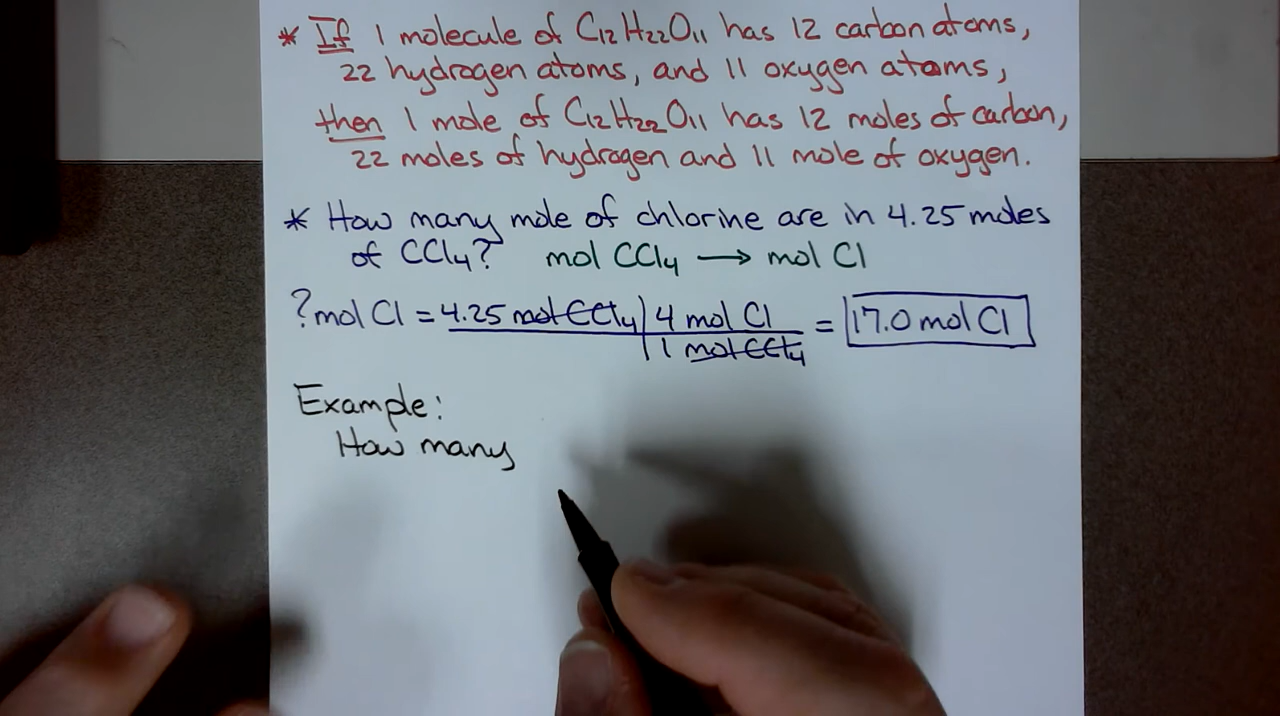 * If 1 molecule of C12H22O11 has 12 carbon atoms,
22 hydrogen atoms, and 11 oxygen atoms,
then 1 mole of C12H22O11 has 12 moles of carbon,
22 moles of hydrogen and 11 mole of oxygen.
* How many mole of chlorine are in 4.25 moles
of CCl4? mol CCl4 → mol Cl
? mol Cl = 4.25 mol CCl4 | 4 mol Cl = 17.0 mol Cl
| 1 mol CCl4
Example:
How many